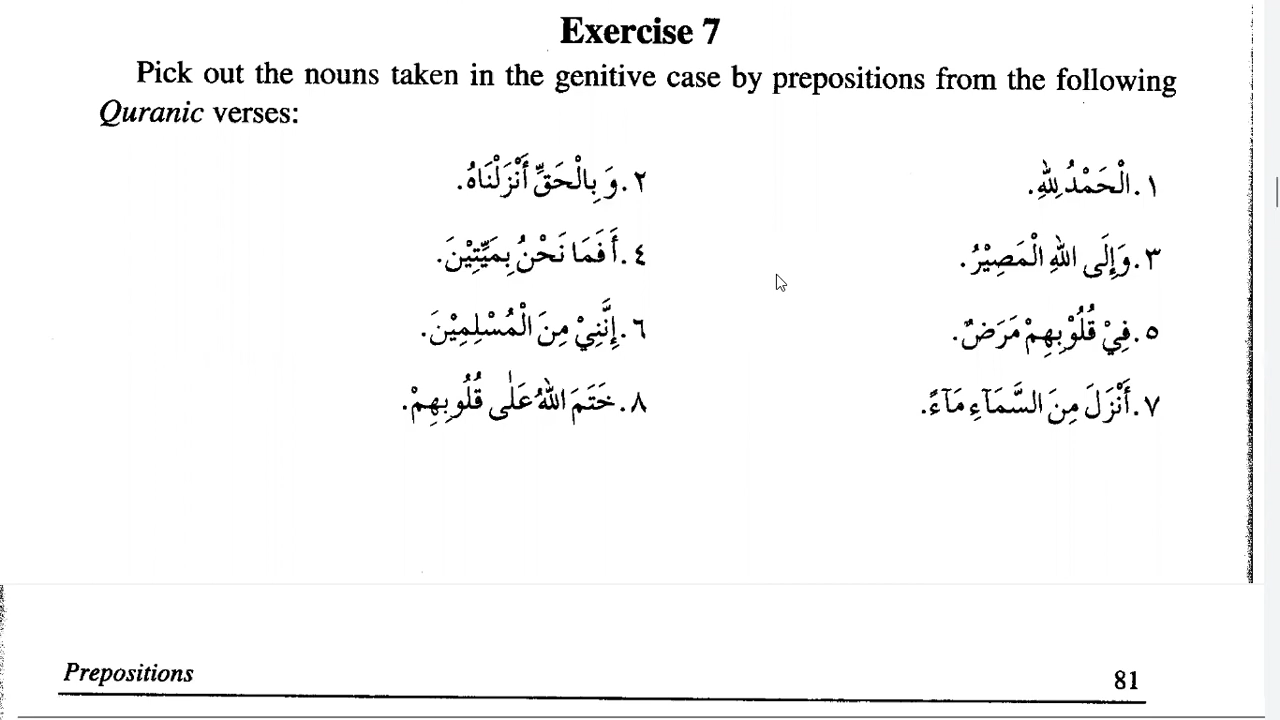 Exercise 7
Pick out the nouns taken in the genitive case by prepositions from the following
Quranic verses:
١. الْحَمْدُ لِلّٰهِ.
٢. وَ بِالْحَقِّ أَنْزَلْنَاهُ.
٣. وَإِلَى اللّٰهِ الْمَصِيْرُ.
٤. أَفَمَا نَحْنُ بِمَيِّتِيْنَ.
٥. فِيْ قُلُوْبِهِمْ مَرَضٌ.
٦. إِنَّنِيْ مِنَ الْمُسْلِمِيْنَ.
٧. أَنْزَلَ مِنَ السَّمَآءِ مَآءً.
٨. خَتَمَ اللّٰهُ عَلٰى قُلُوبِهِمْ.
Prepositions 81